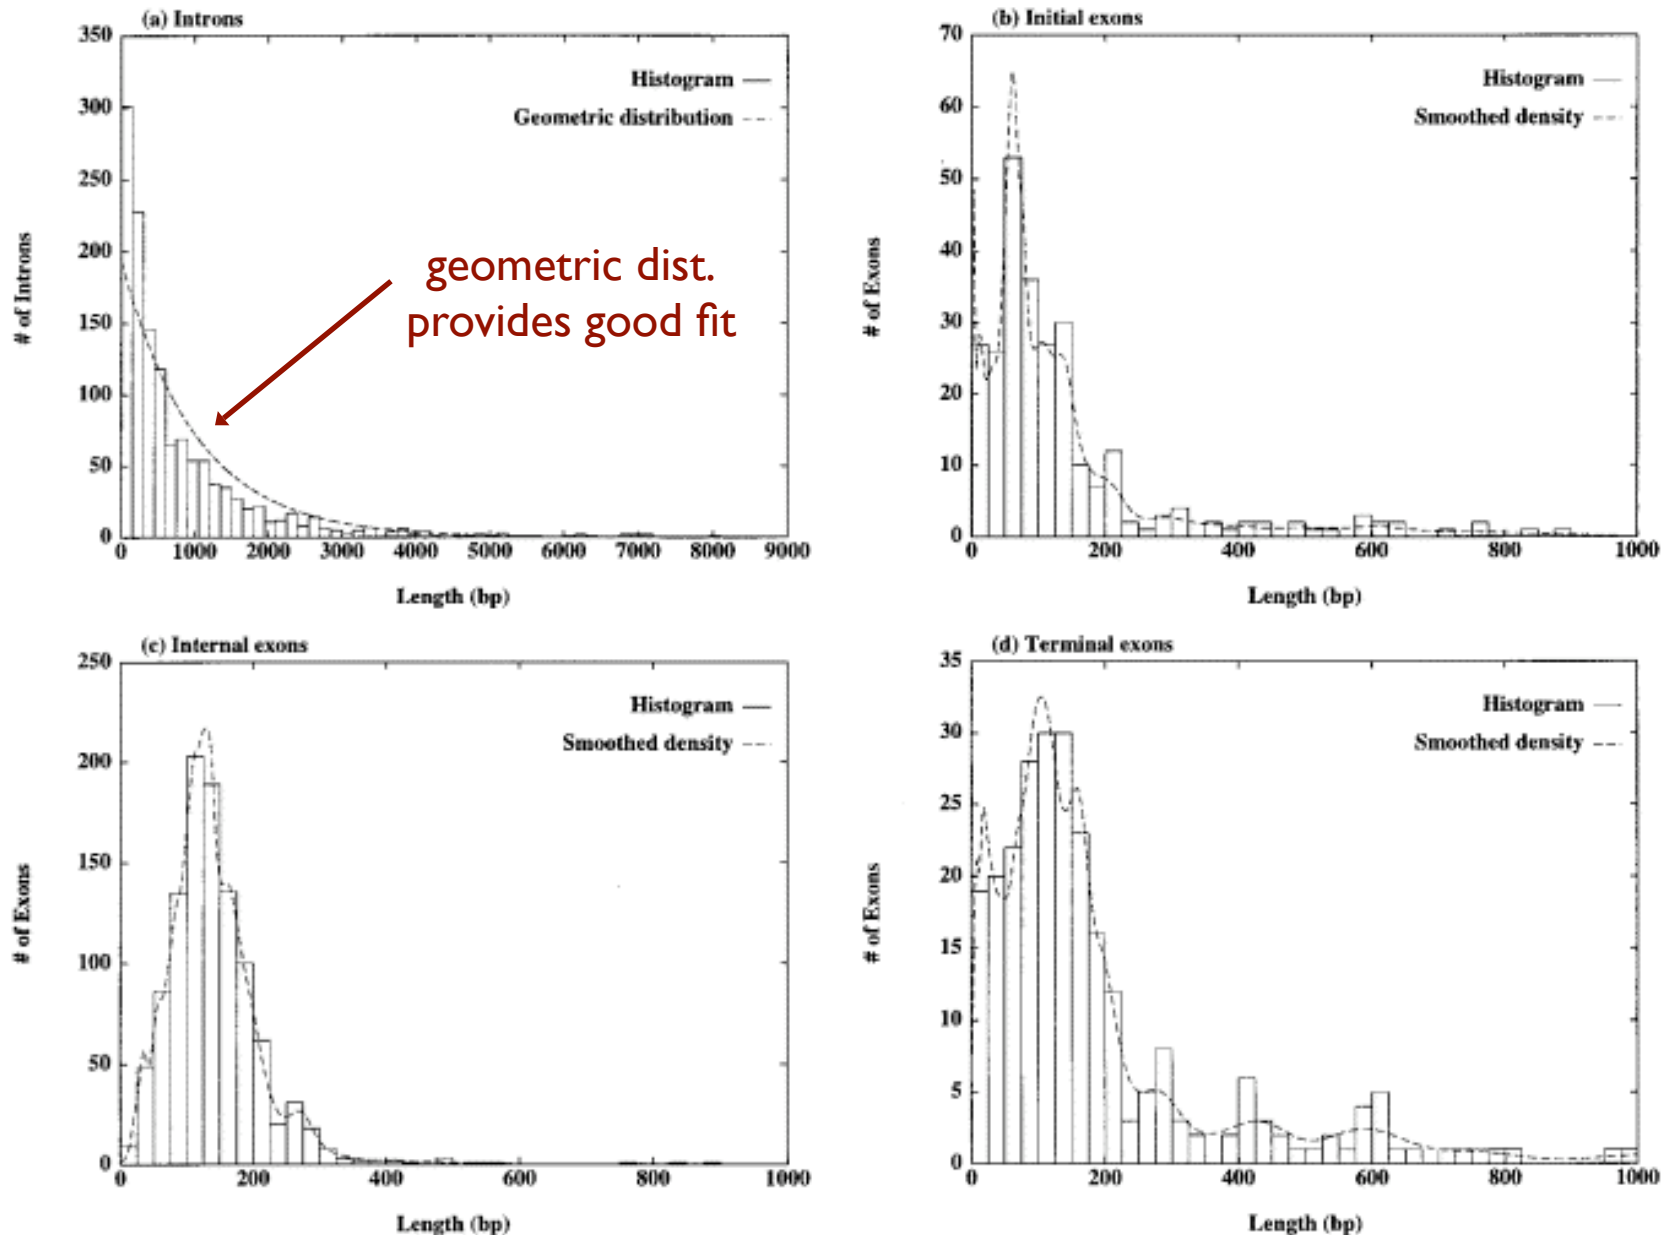 (a) Introns
350
300
250
200
150
100
50
0
# of Introns
Histogram
Geometric distribution
geometric dist.
provides good fit
0 1000 2000 3000 4000 5000 6000 7000 8000 9000
Length (bp)
(b) Initial exons
70
60
50
40
30
20
10
0
# of Exons
Histogram
Smoothed density
0 200 400 600 800 1000
Length (bp)
(c) Internal exons
250
200
150
100
50
0
# of Exons
Histogram
Smoothed density
0 200 400 600 800 1000
Length (bp)
(d) Terminal exons
35
30
25
20
15
10
5
0
# of Exons
Histogram
Smoothed density
0 200 400 600 800 1000
Length (bp)